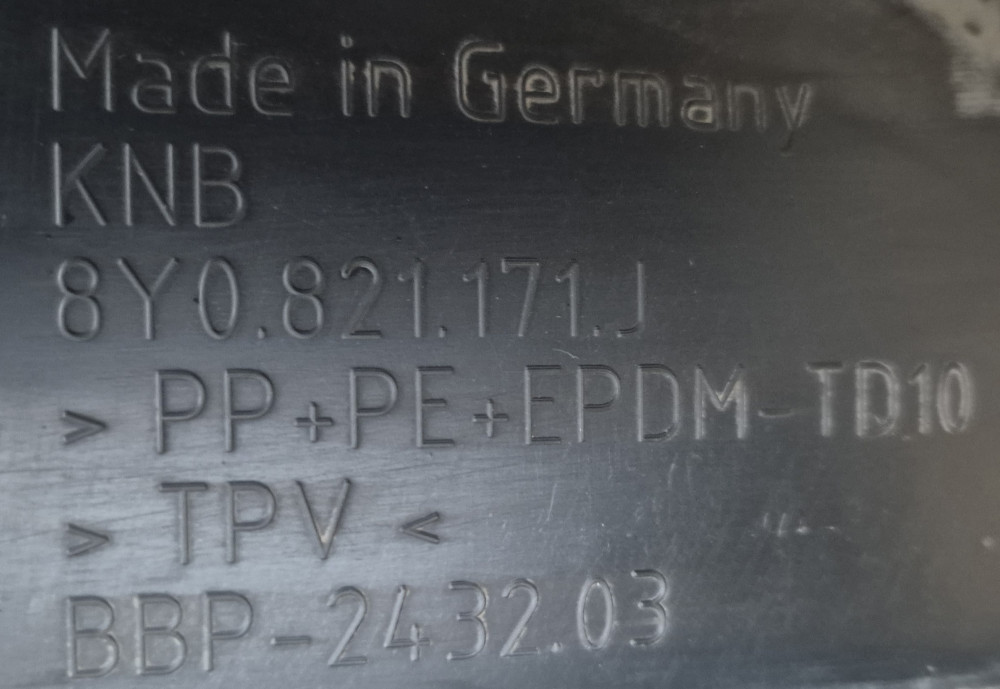 Made in Germany
KNB
8Y0.821.171.J
> PP+PE+EPDM-TD10
> TPV <
BBP-2432.03